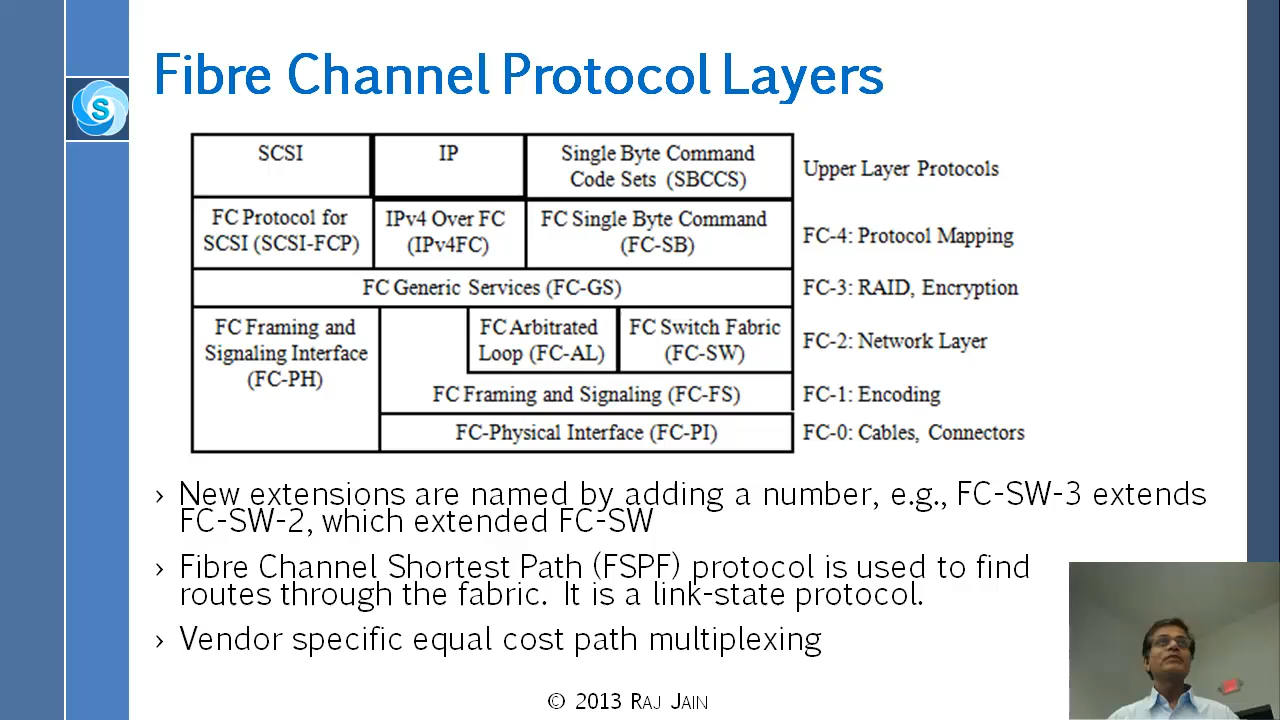 Fibre Channel Protocol Layers
S
SCSI
IP
Single Byte Command
Code Sets (SBCCS)
Upper Layer Protocols
FC Protocol for
SCSI (SCSI-FCP)
IPv4 Over FC
(IPv4FC)
FC Single Byte Command
(FC-SB)
FC-4: Protocol Mapping
FC Generic Services (FC-GS)
FC-3: RAID, Encryption
FC Framing and
Signaling Interface
(FC-PH)
FC Arbitrated
Loop (FC-AL)
FC Switch Fabric
(FC-SW)
FC-2: Network Layer
FC Framing and Signaling (FC-FS)
FC-1: Encoding
FC-Physical Interface (FC-PI)
FC-0: Cables, Connectors
› New extensions are named by adding a number, e.g., FC-SW-3 extends
FC-SW-2, which extended FC-SW
› Fibre Channel Shortest Path (FSPF) protocol is used to find
routes through the fabric. It is a link-state protocol.
› Vendor specific equal cost path multiplexing
© 2013 RAJ JAIN